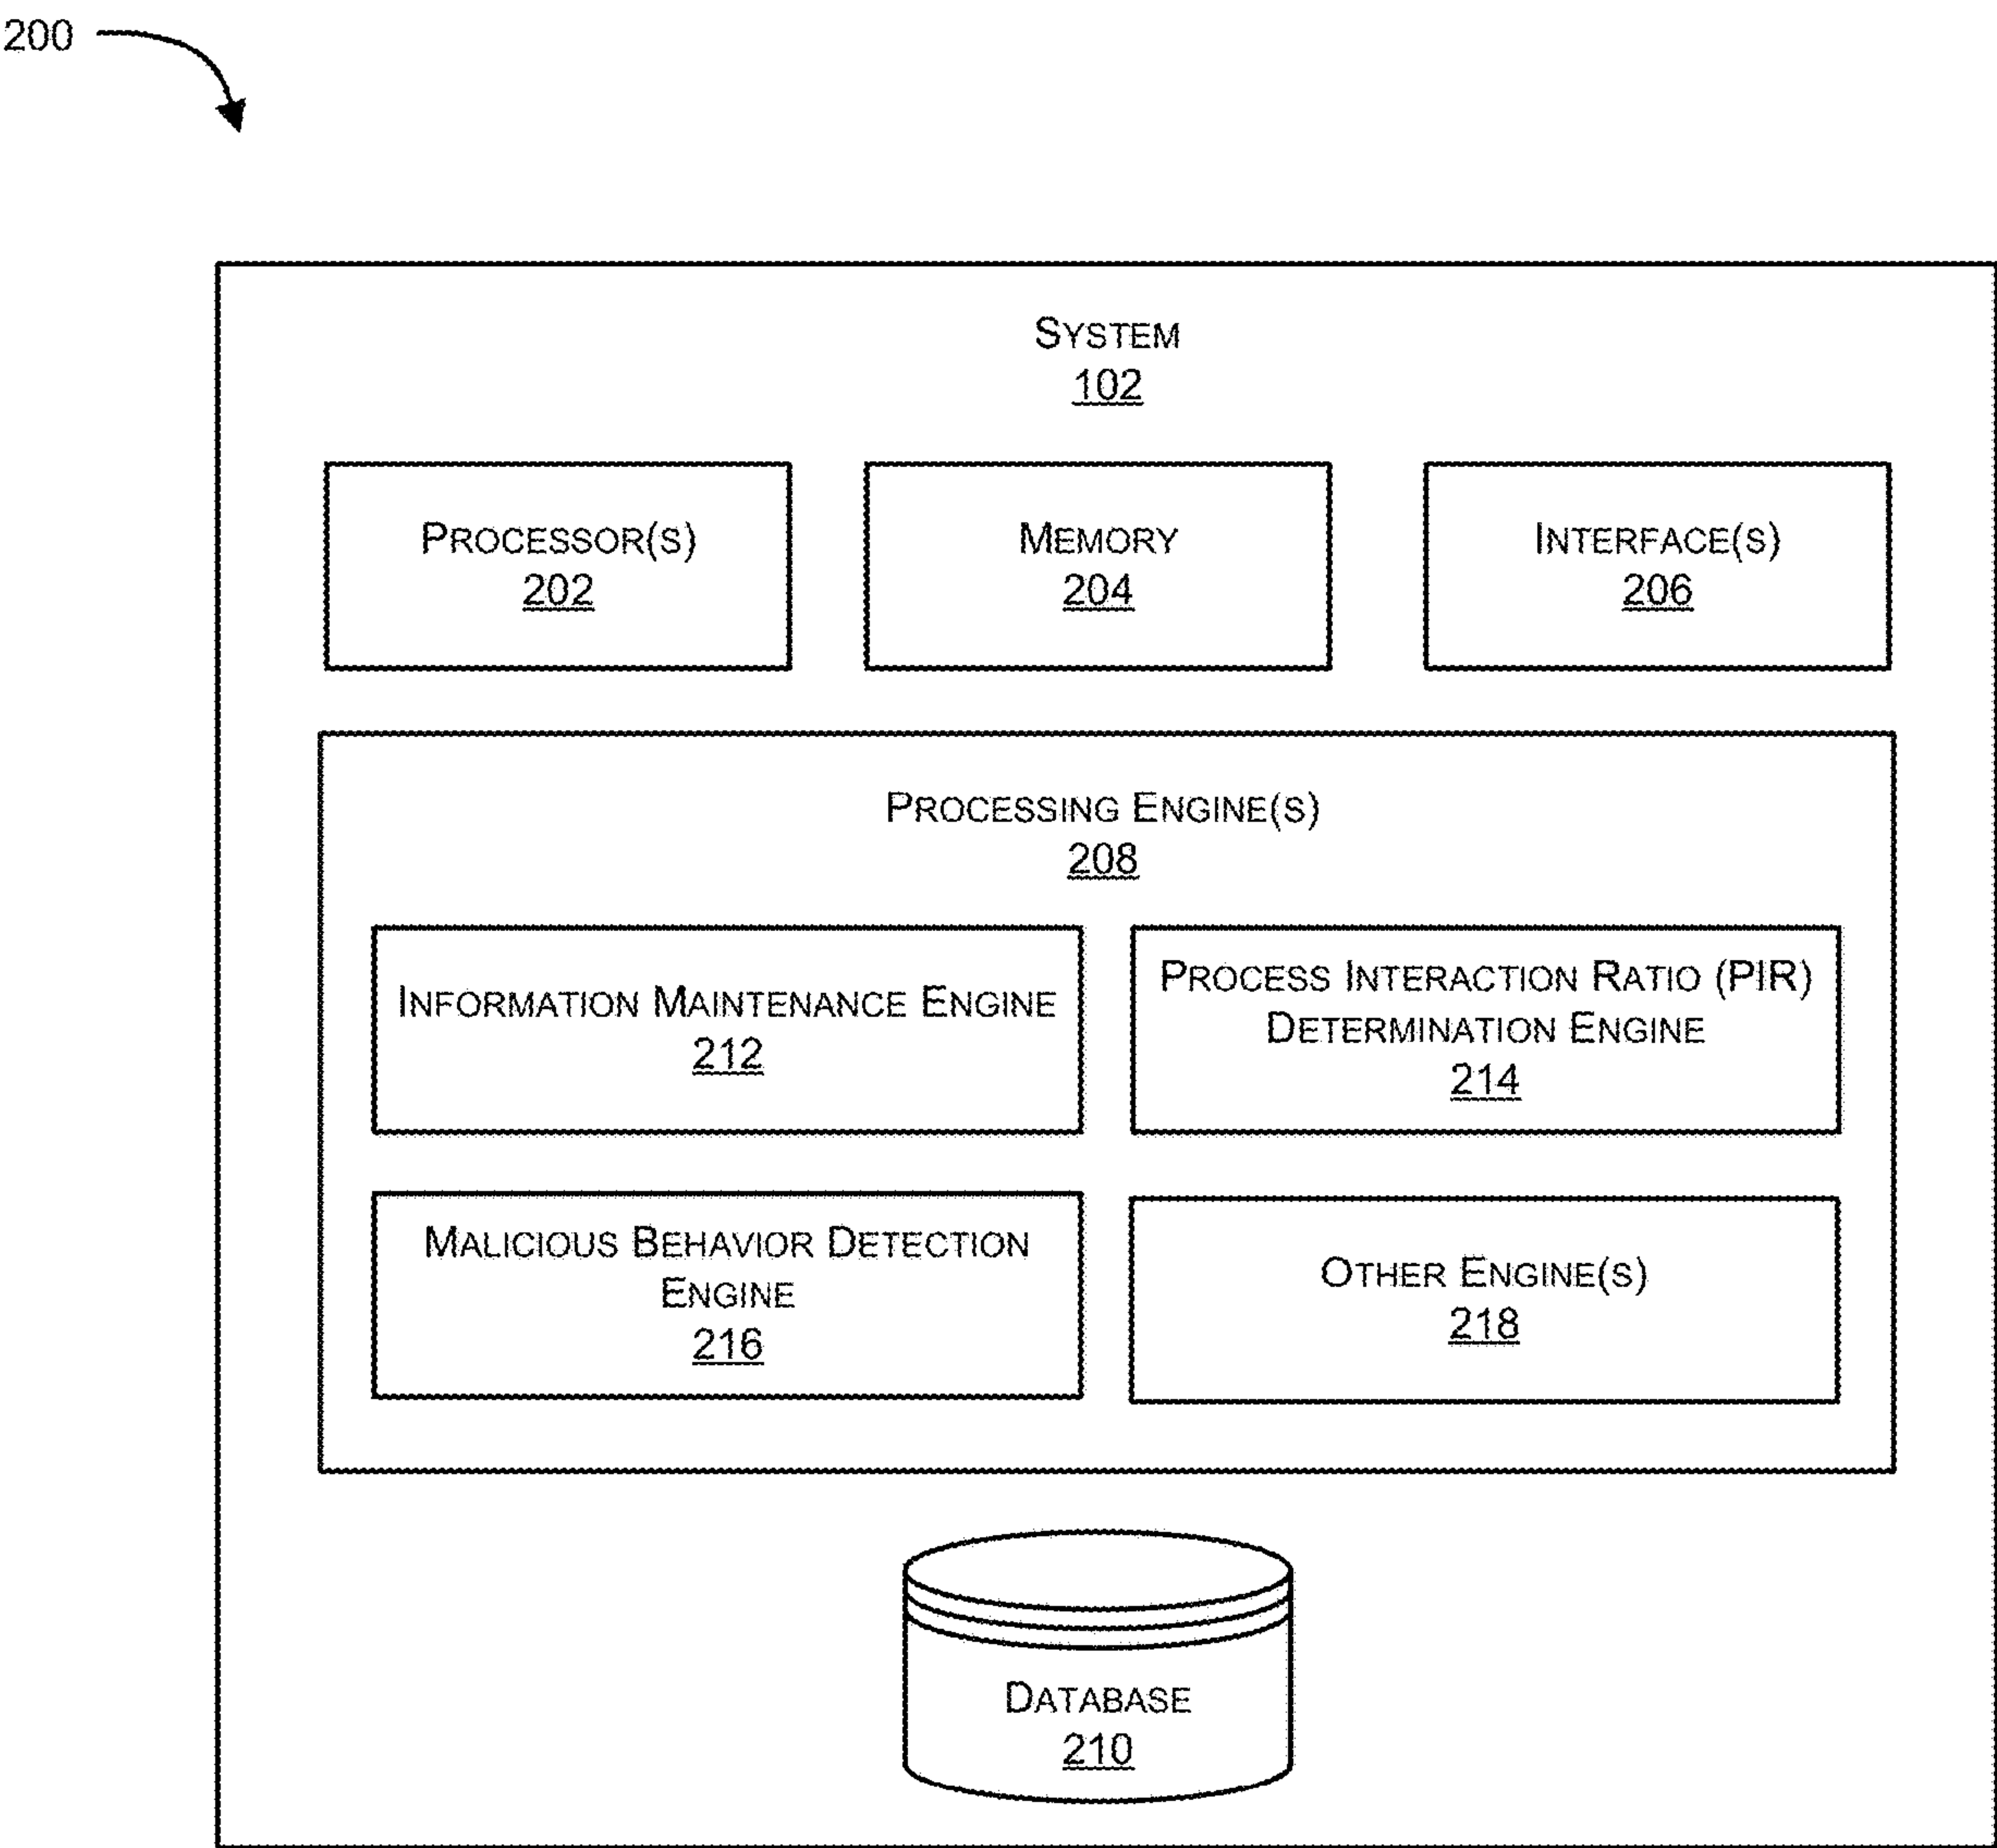 200
SYSTEM
102
PROCESSOR(S)
202
MEMORY
204
INTERFACE(S)
206
PROCESSING ENGINE(S)
208
INFORMATION MAINTENANCE ENGINE
212
PROCESS INTERACTION RATIO (PIR)
DETERMINATION ENGINE
214
MALICIOUS BEHAVIOR DETECTION
ENGINE
216
OTHER ENGINE(S)
218
DATABASE
210